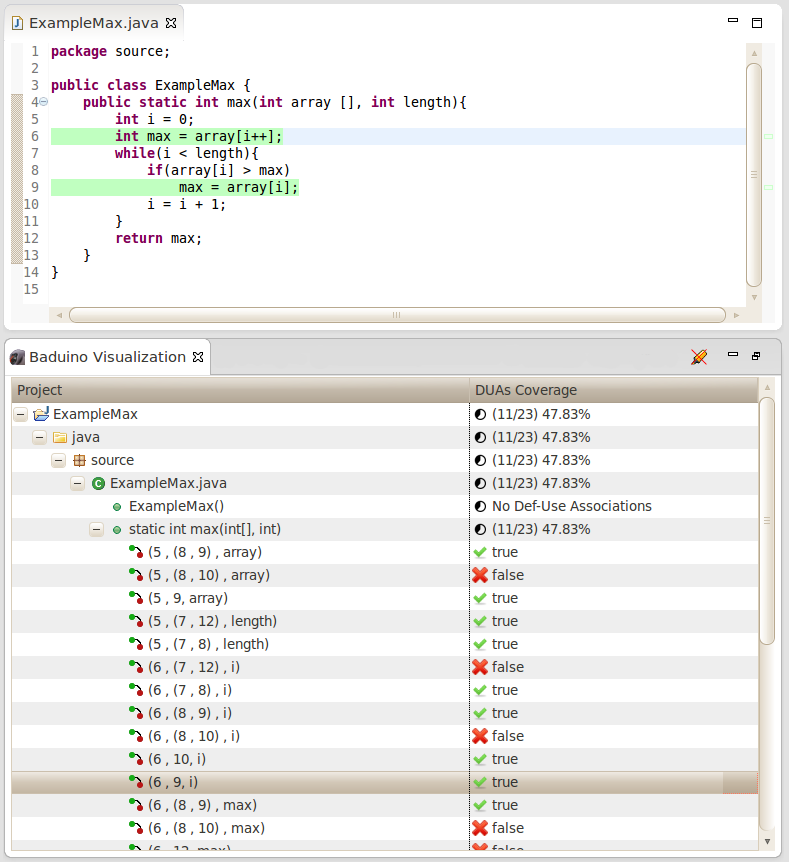 ExampleMax.java
1 package source;
2
3 public class ExampleMax {
4 public static int max(int array [], int length){
5 int i = 0;
6 int max = array[i++];
7 while(i < length){
8 if(array[i] > max)
9 max = array[i];
10 i = i + 1;
11 }
12 return max;
13 }
14 }
15
Baduino Visualization
Project DUAs Coverage
ExampleMax (11/23) 47.83%
java (11/23) 47.83%
source (11/23) 47.83%
ExampleMax.java (11/23) 47.83%
ExampleMax() No Def-Use Associations
static int max(int[], int) (11/23) 47.83%
(5 , (8 , 9) , array) true
(5 , (8 , 10) , array) false
(5 , 9, array) true
(5 , (7 , 12) , length) true
(5 , (7 , 8) , length) true
(6 , (7 , 12) , i) false
(6 , (7 , 8) , i) true
(6 , (8 , 9) , i) true
(6 , (8 , 10) , i) false
(6 , 10, i) true
(6 , 9, i) true
(6 , (8 , 9) , max) true
(6 , (8 , 10) , max) false
(6 , 12, max) false